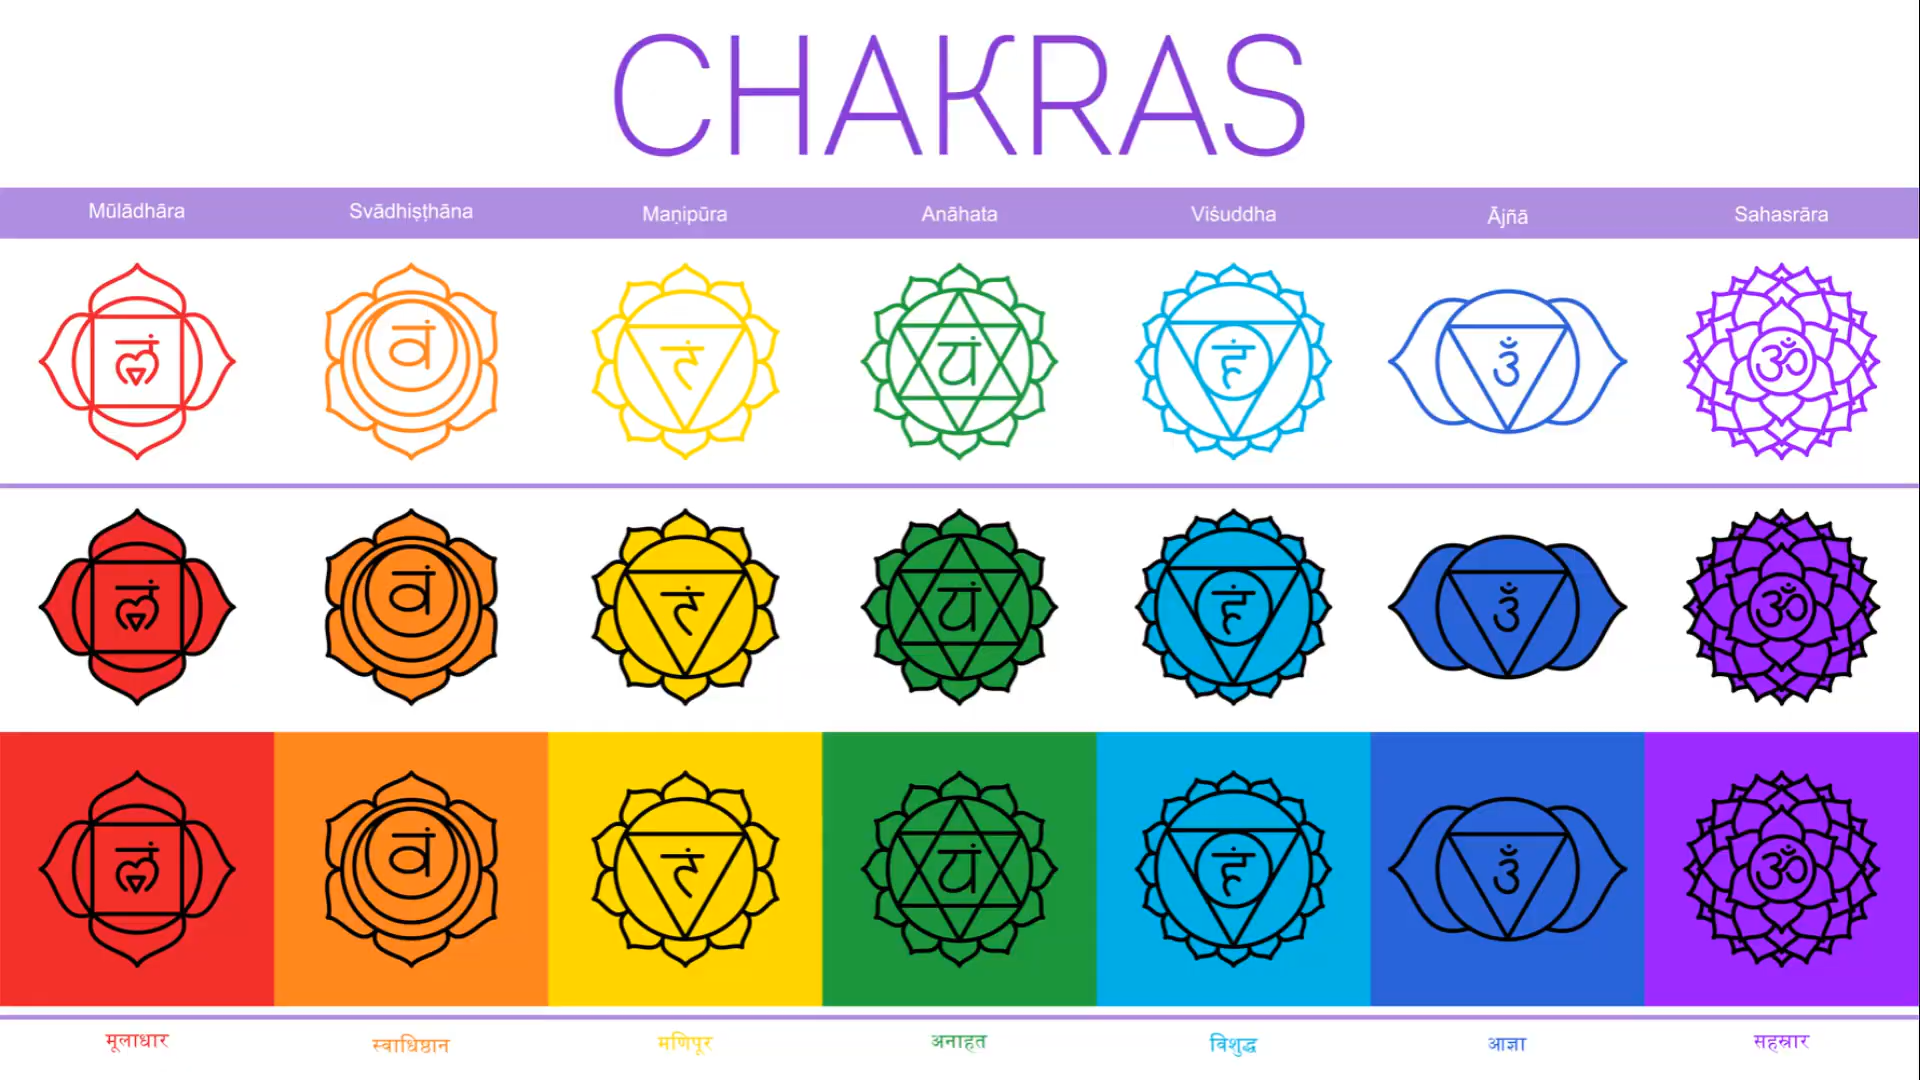 CHAKRAS
Mūlādhāra Svādhiṣṭhāna Maṇipūra Anāhata Viśuddha Ājñā Sahasrāra
लं वं रं यं हं ॐ
लं वं रं यं हं ॐ
लं वं रं यं हं ॐ
मूलाधार स्वाधिष्ठान मणिपूर अनाहत विशुद्ध आज्ञा सहस्रार